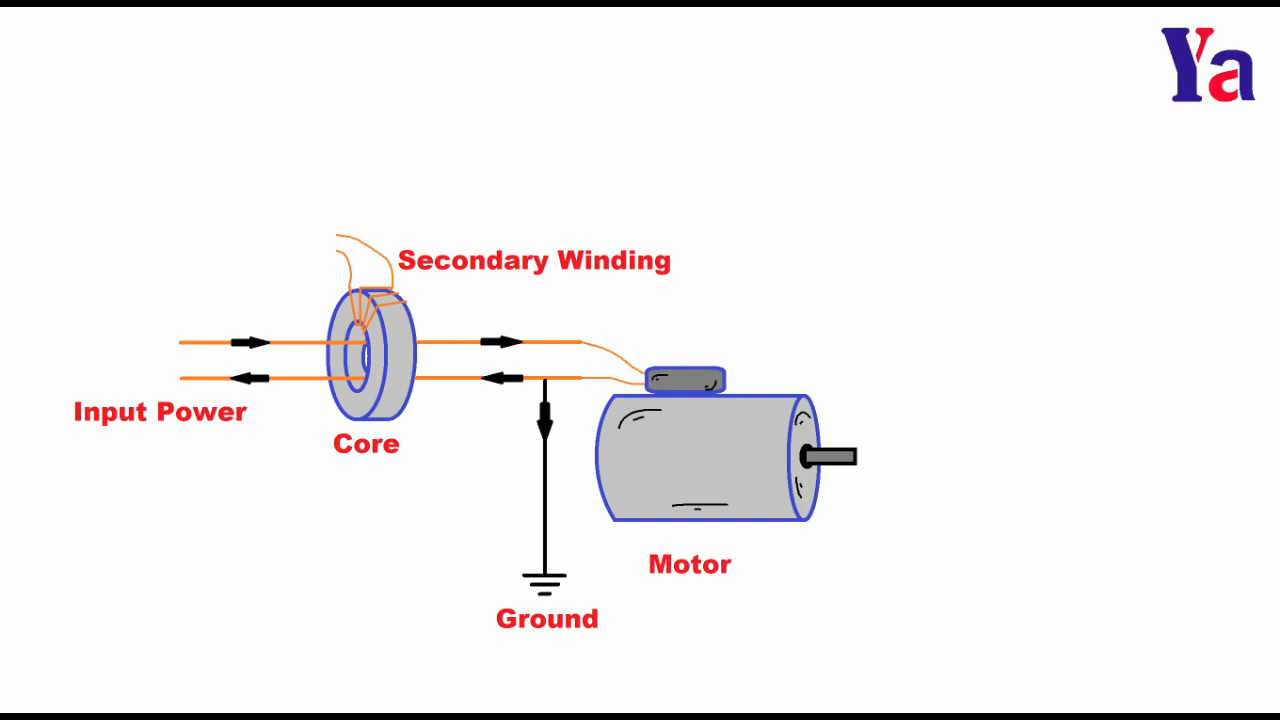 Ya
Secondary Winding
Input Power
Core
Motor
Ground